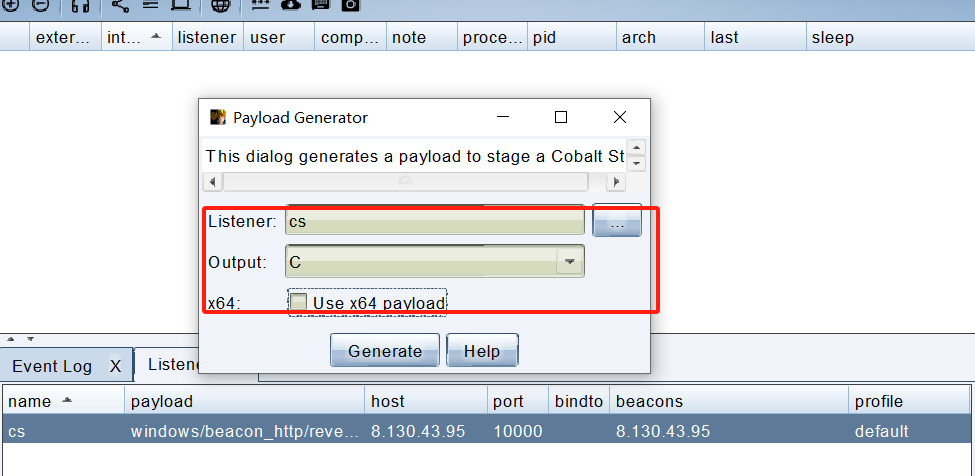 exter... int... listener user comp... note proce... pid arch last sleep
Payload Generator
This dialog generates a payload to stage a Cobalt St
Listener: cs ...
Output: C
x64: Use x64 payload
Generate Help
Event Log X Listene
name payload host port bindto beacons profile
cs windows/beacon_http/reve... 8.130.43.95 10000 8.130.43.95 default